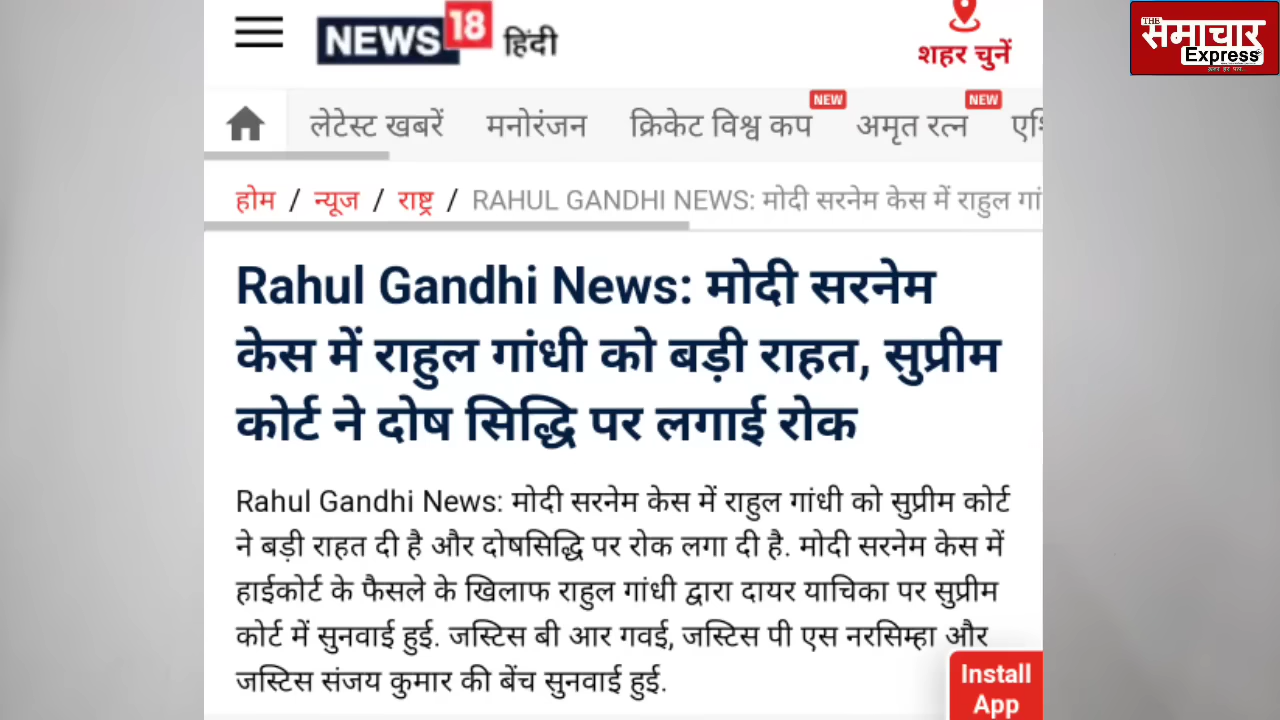 NEWS 18 हिंदी
शहर चुनें
THE
समाचार
Express
लेटेस्ट खबरें मनोरंजन क्रिकेट विश्व कप NEW अमृत रत्न NEW
होम / न्यूज / राष्ट्र / RAHUL GANDHI NEWS: मोदी सरनेम केस में राहुल गां
Rahul Gandhi News: मोदी सरनेम
केस में राहुल गांधी को बड़ी राहत, सुप्रीम
कोर्ट ने दोष सिद्धि पर लगाई रोक
Rahul Gandhi News: मोदी सरनेम केस में राहुल गांधी को सुप्रीम कोर्ट
ने बड़ी राहत दी है और दोषसिद्धि पर रोक लगा दी है. मोदी सरनेम केस में
हाईकोर्ट के फैसले के खिलाफ राहुल गांधी द्वारा दायर याचिका पर सुप्रीम
कोर्ट में सुनवाई हुई. जस्टिस बी आर गवई, जस्टिस पी एस नरसिम्हा और
जस्टिस संजय कुमार की बेंच सुनवाई हुई.
Install
App